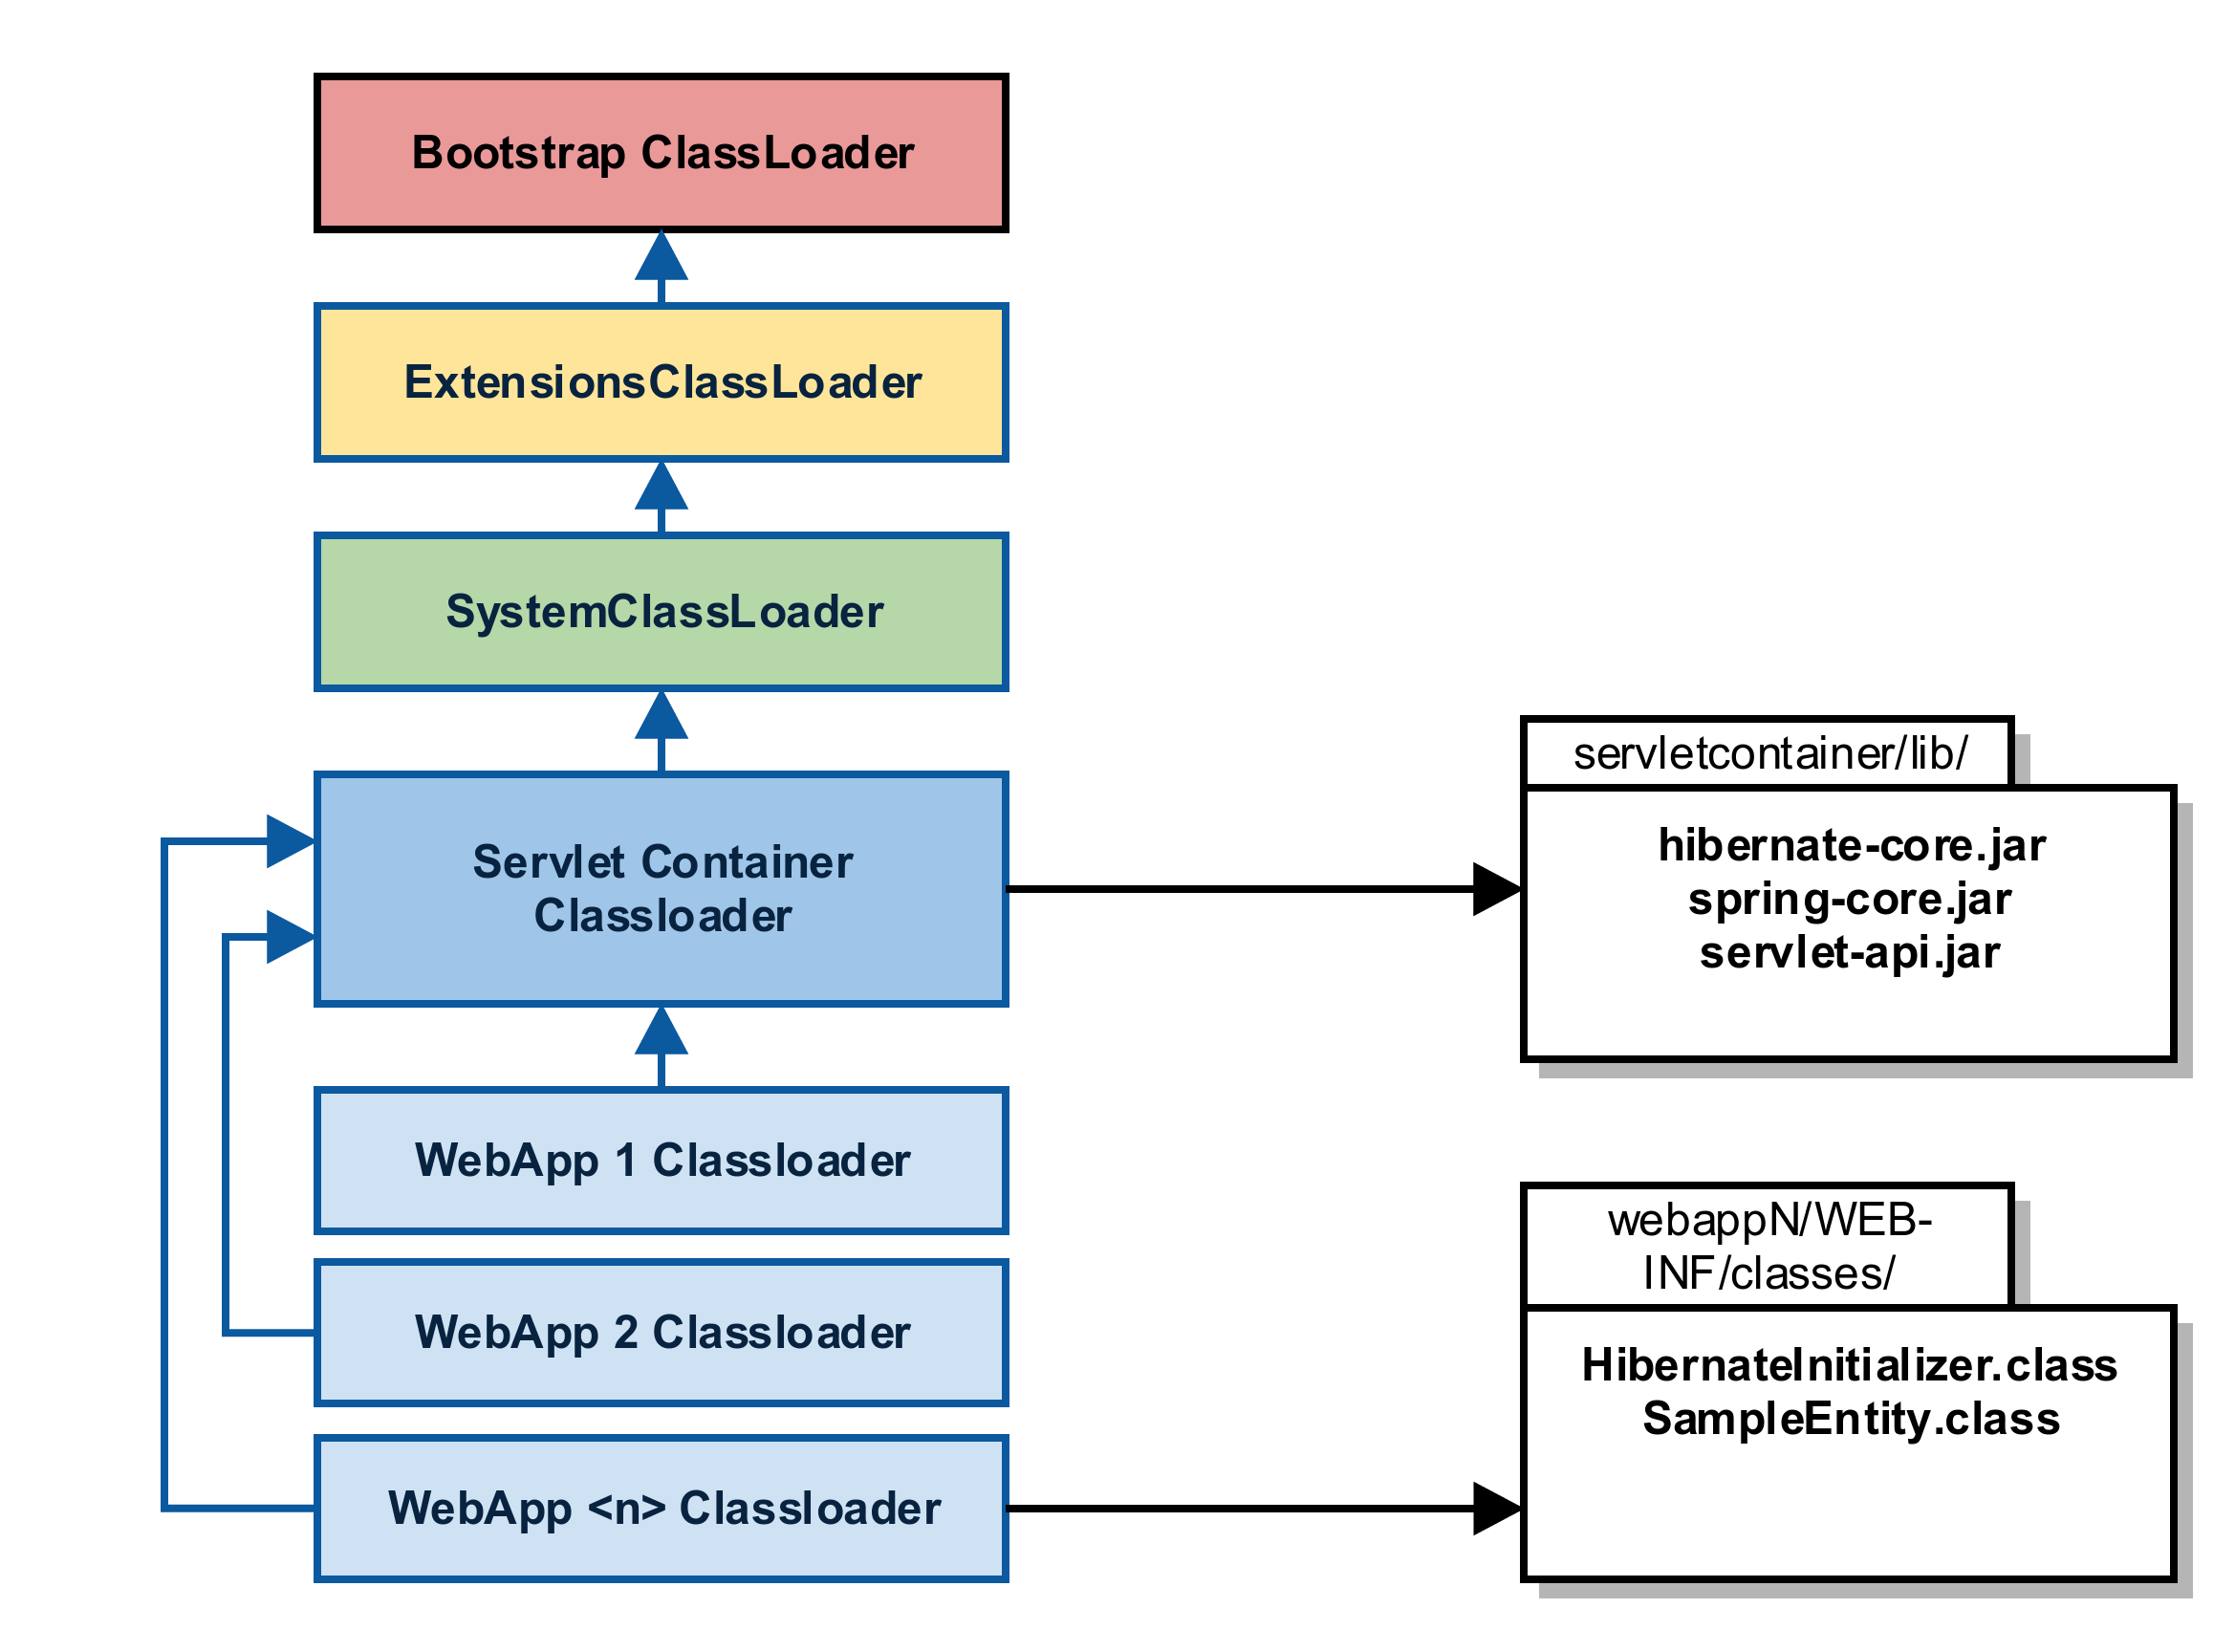 Bootstrap ClassLoader
ExtensionsClassLoader
SystemClassLoader
Servlet Container
Classloader
servletcontainer/lib/
hibernate-core.jar
spring-core.jar
servlet-api.jar
WebApp 1 Classloader
WebApp 2 Classloader
WebApp <n> Classloader
webappN/WEB-
INF/classes/
HibernateInitializer.class
SampleEntity.class